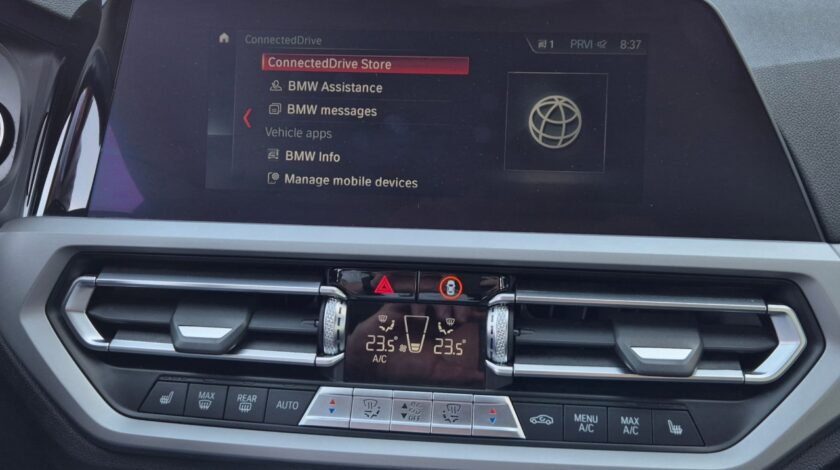 ConnectedDrive
1 PRVI 8:37
ConnectedDrive Store
BMW Assistance
BMW messages
Vehicle apps
BMW Info
Manage mobile devices
23.5° 23.5°
A/C
MAX
REAR
AUTO
OFF
MENU
A/C
MAX
A/C